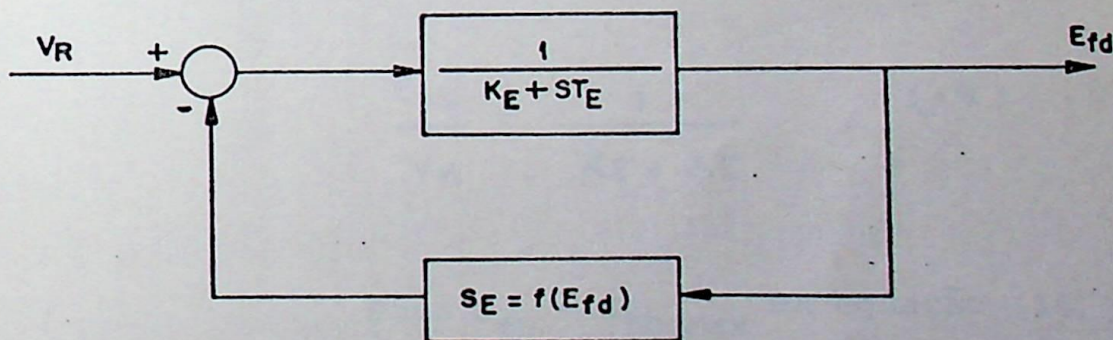 VR
+
-
1
KE + STE
Efd
SE = f(Efd)